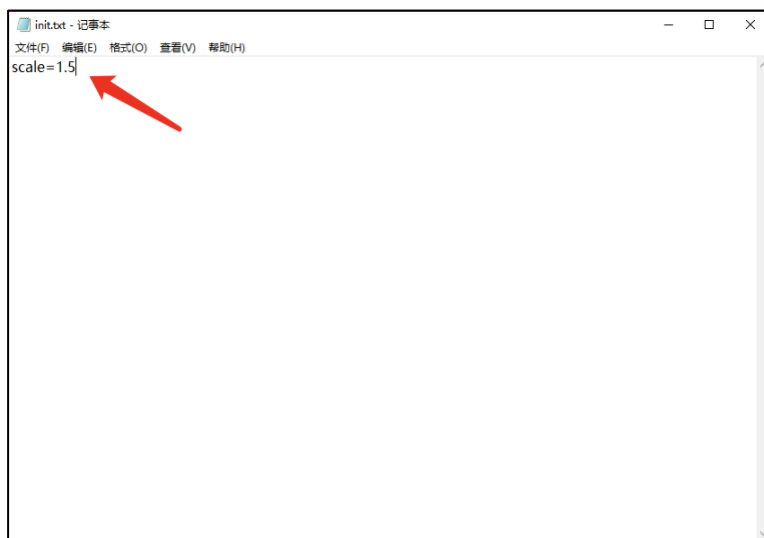 init.txt - 记事本
文件(F) 编辑(E) 格式(O) 查看(V) 帮助(H)
scale=1.5